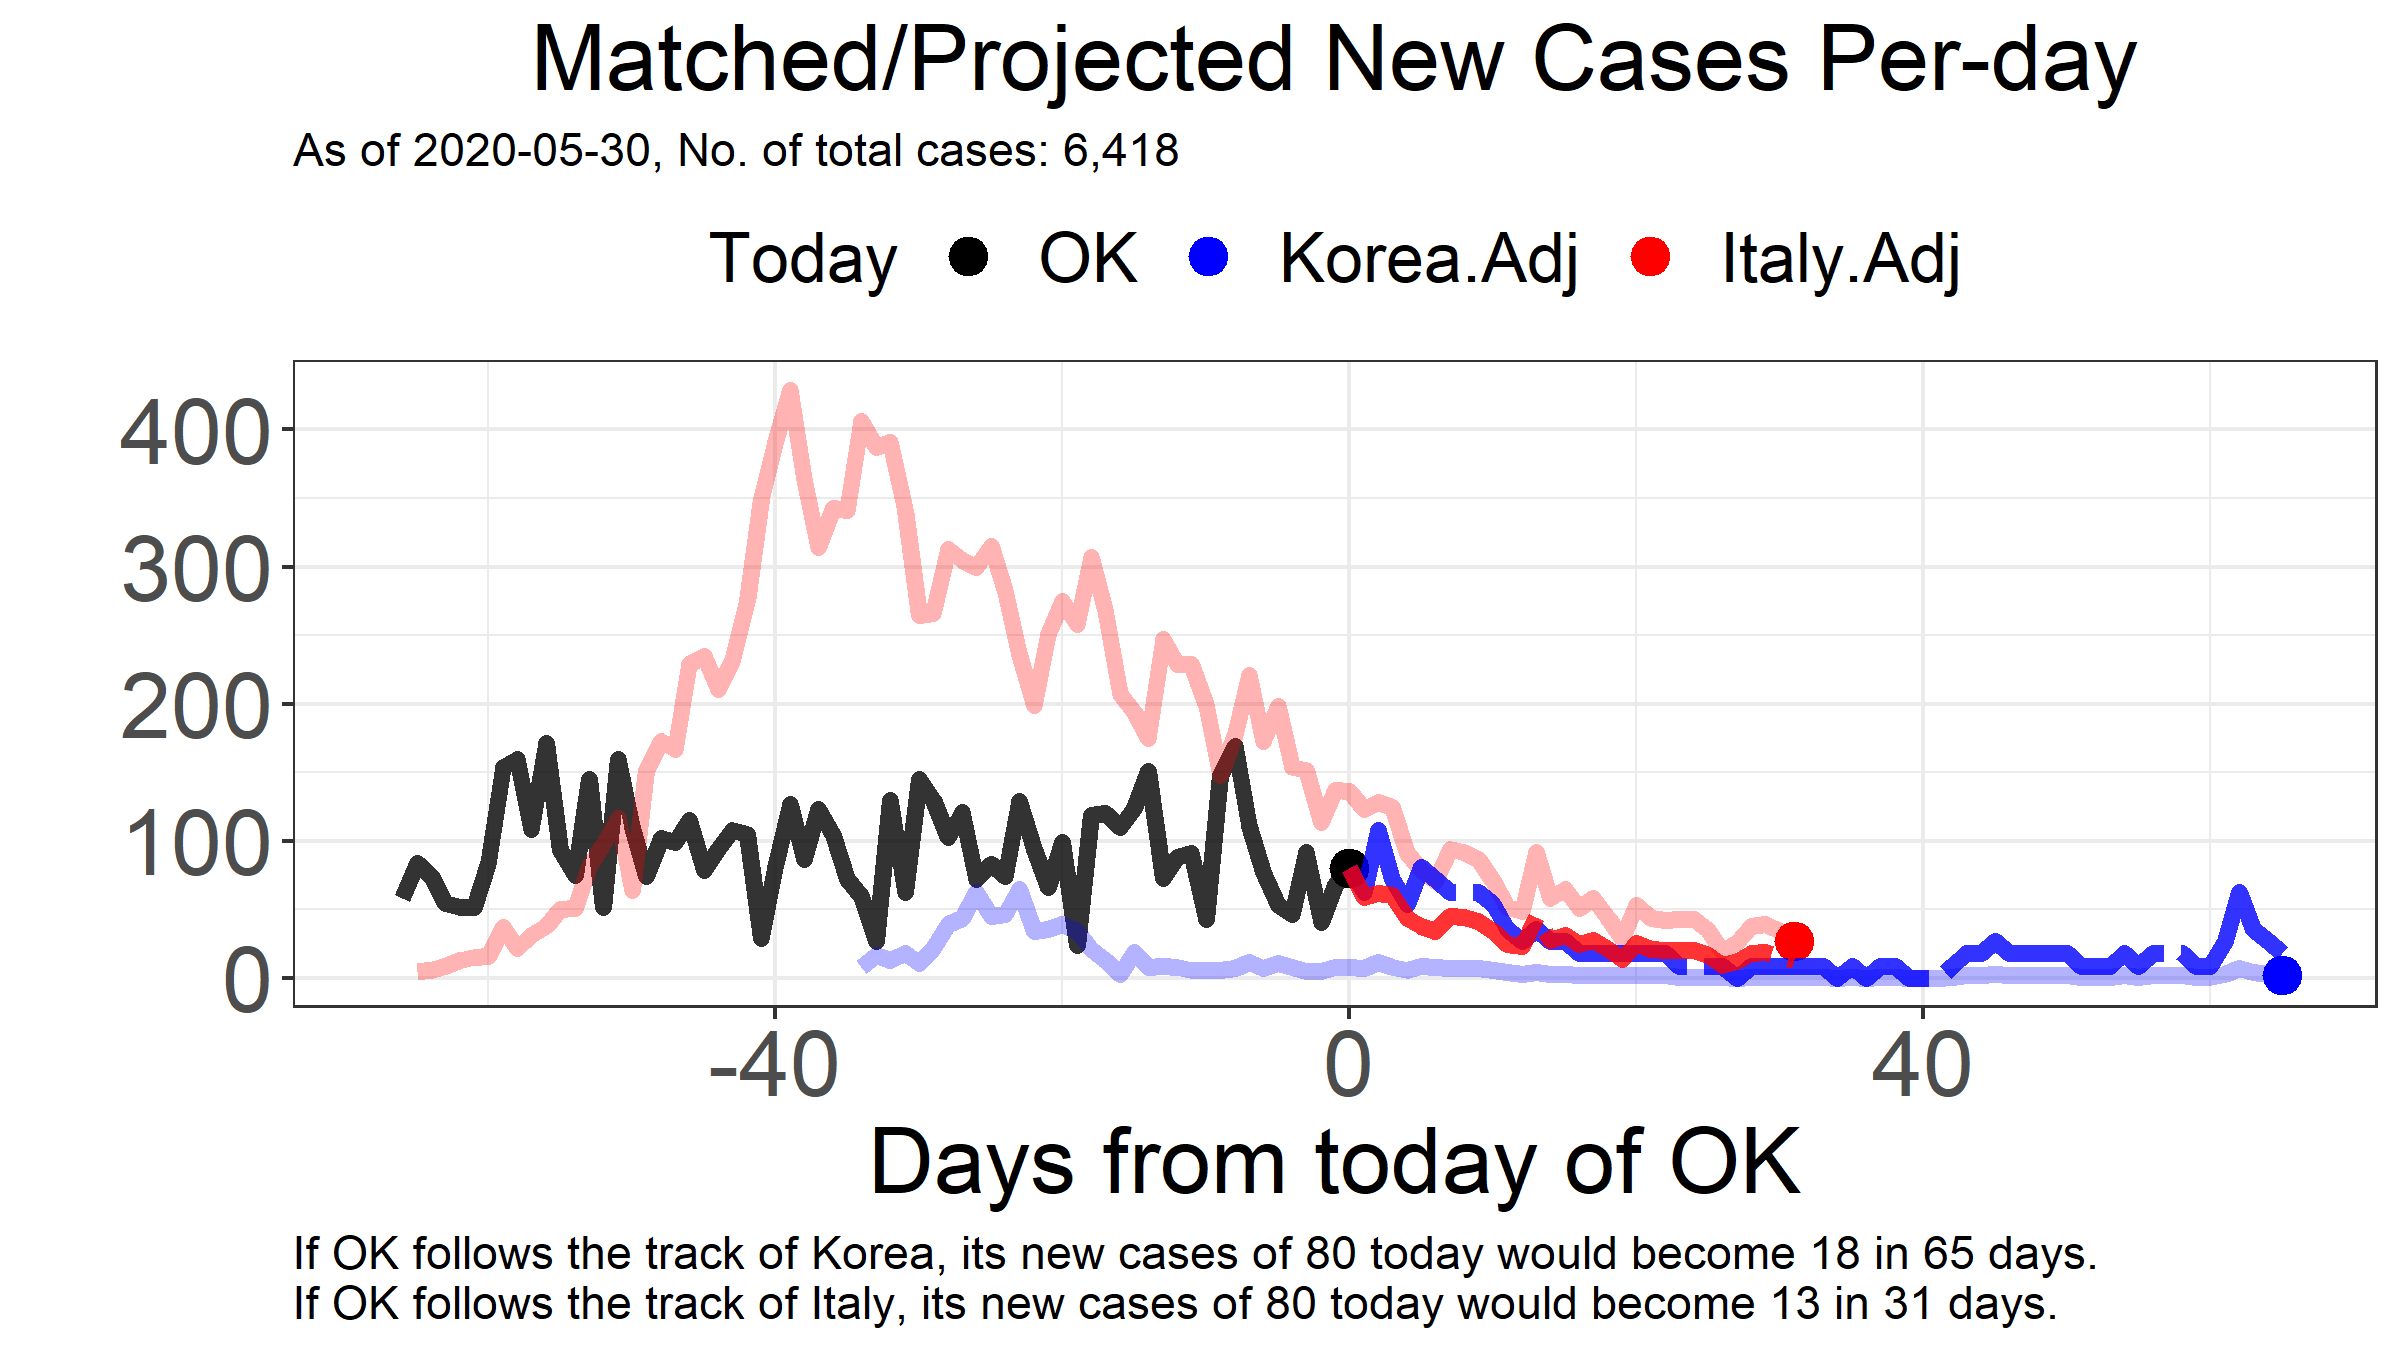 Matched/Projected New Cases Per-day
As of 2020-05-30, No. of total cases: 6,418
Today OK Korea.Adj Italy.Adj
400
300
200
100
0
-40 0 40
Days from today of OK
If OK follows the track of Korea, its new cases of 80 today would become 18 in 65 days.
If OK follows the track of Italy, its new cases of 80 today would become 13 in 31 days.